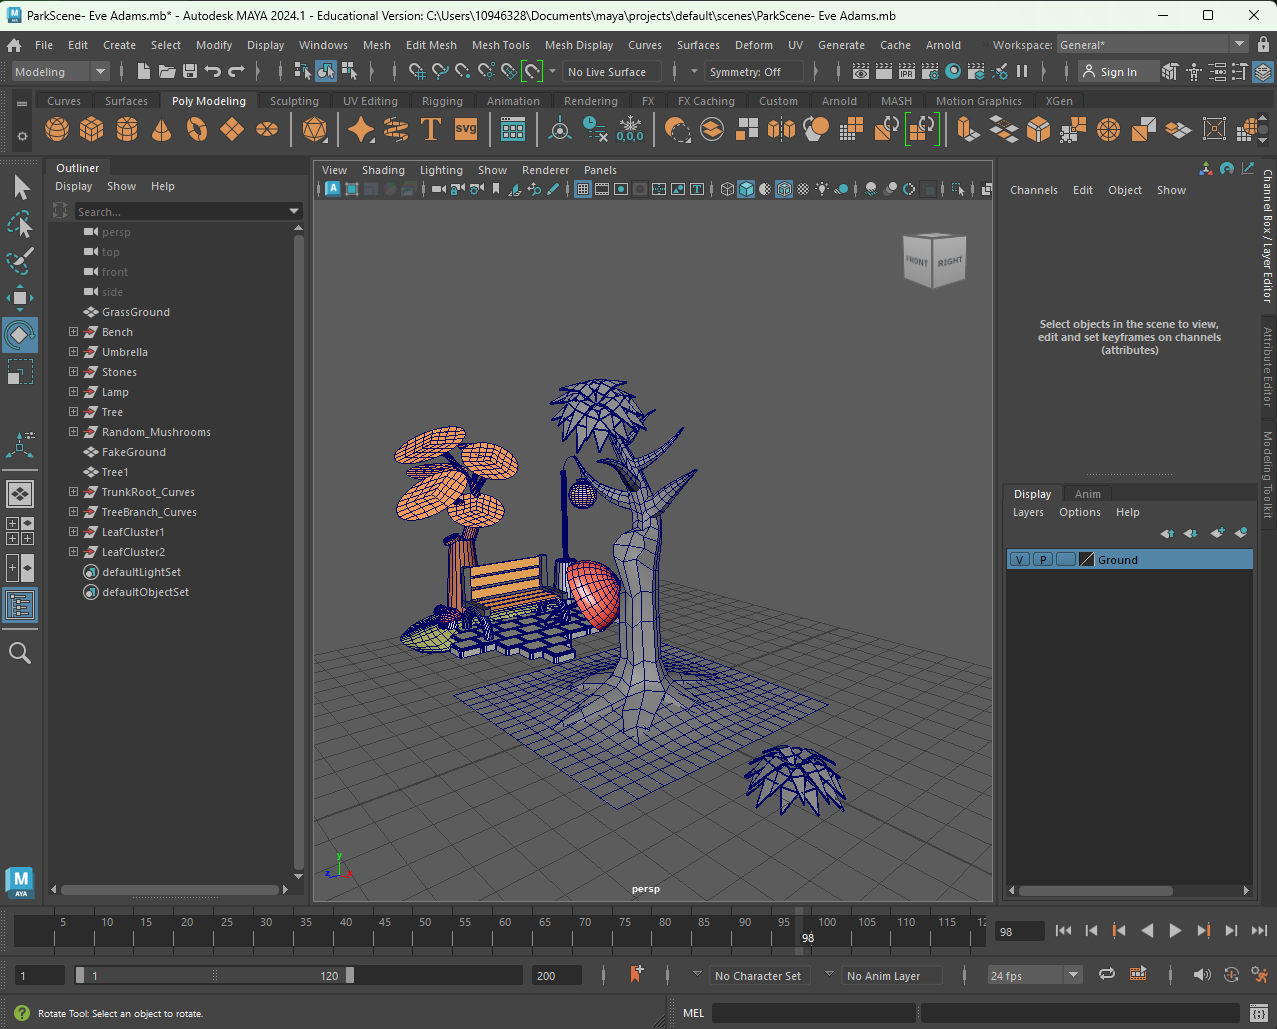 ParkScene- Eve Adams.mb* - Autodesk MAYA 2024.1 - Educational Version: C:\Users\10946328\Documents\maya\projects\default\scenes\ParkScene- Eve Adams.mb
File Edit Create Select Modify Display Windows Mesh Edit Mesh Mesh Tools Mesh Display Curves Surfaces Deform UV Generate Cache Arnold Workspace: General*
Modeling No Live Surface Symmetry: Off Sign In
Curves Surfaces Poly Modeling Sculpting UV Editing Rigging Animation Rendering FX FX Caching Custom Arnold MASH Motion Graphics XGen
Outliner
Display Show Help
Search...
persp
top
front
side
GrassGround
Bench
Umbrella
Stones
Lamp
Tree
Random_Mushrooms
FakeGround
Tree1
TrunkRoot_Curves
TreeBranch_Curves
LeafCluster1
LeafCluster2
defaultLightSet
defaultObjectSet
View Shading Lighting Show Renderer Panels
FRONT RIGHT
y
z x
persp
Channels Edit Object Show
Select objects in the scene to view,
edit and set keyframes on channels
(attributes)
Channel Box / Layer Editor
Attribute Editor
Modeling Toolkit
Display Anim
Layers Options Help
V P Ground
M
AYA
5 10 15 20 25 30 35 40 45 50 55 60 65 70 75 80 85 90 95 100 105 110 115 12
98
98
1 1 120 200 No Character Set No Anim Layer 24 fps
Rotate Tool: Select an object to rotate.
MEL